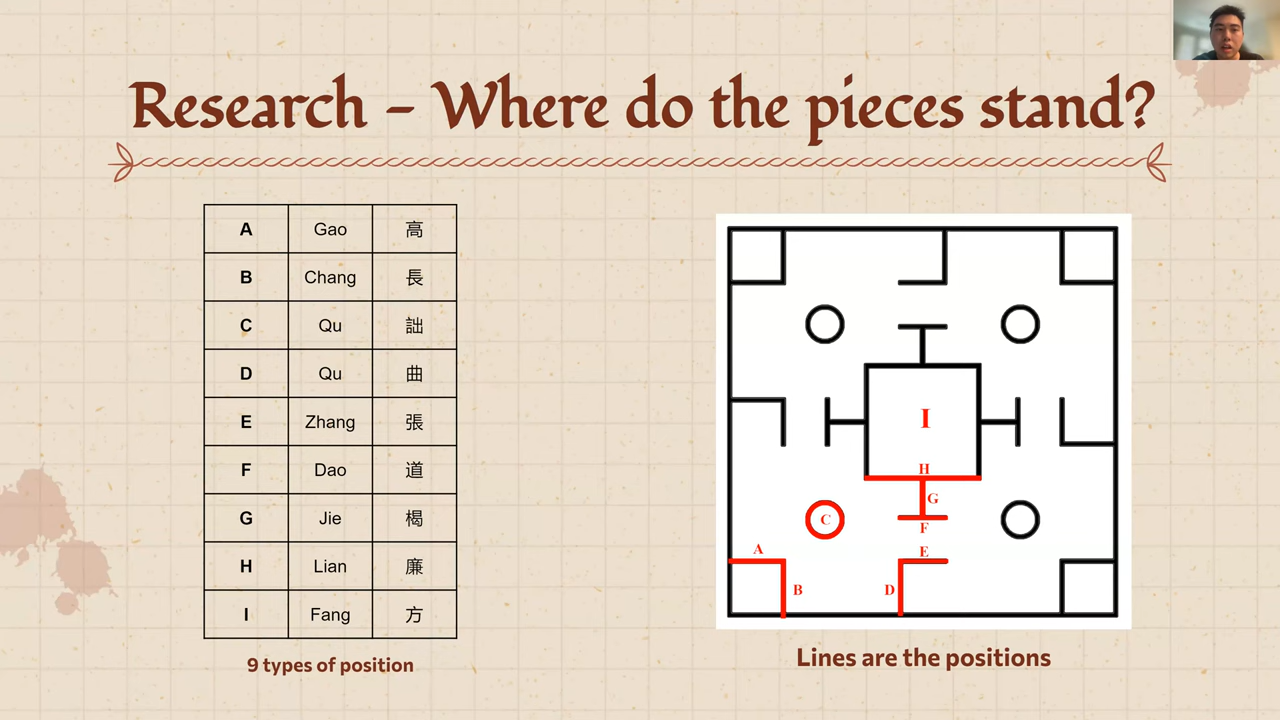 Research - Where do the pieces stand?
A Gao 高
B Chang 長
C Qu 詘
D Qu 曲
E Zhang 張
F Dao 道
G Jie 楬
H Lian 廉
I Fang 方
9 types of position
I
H
G
C
F
A
E
B
D
Lines are the positions